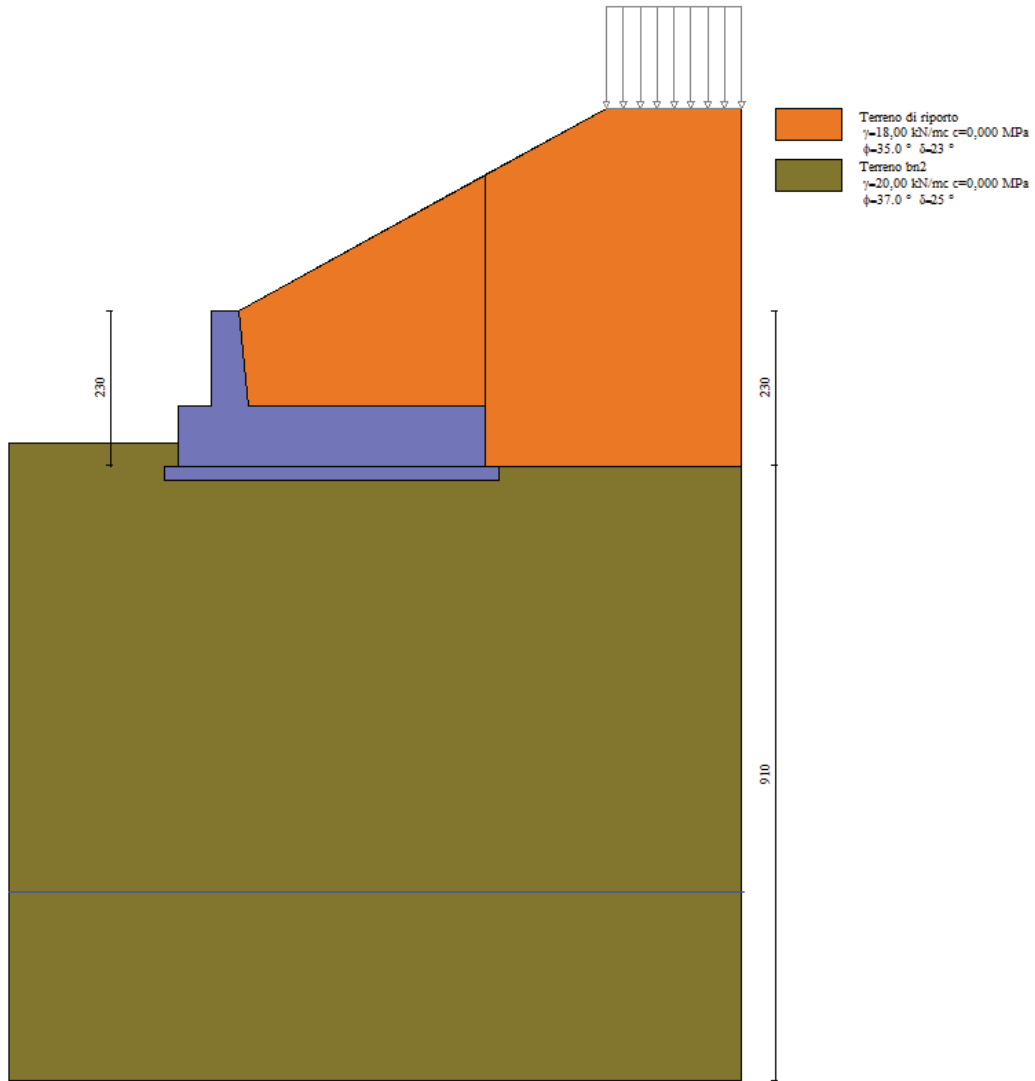 Terreno di riporto
γ=18,00 kN/mc c=0,000 MPa
ϕ=35.0 ° δ=23 °
Terreno bn2
γ=20,00 kN/mc c=0,000 MPa
ϕ=37.0 ° δ=25 °
230
230
910